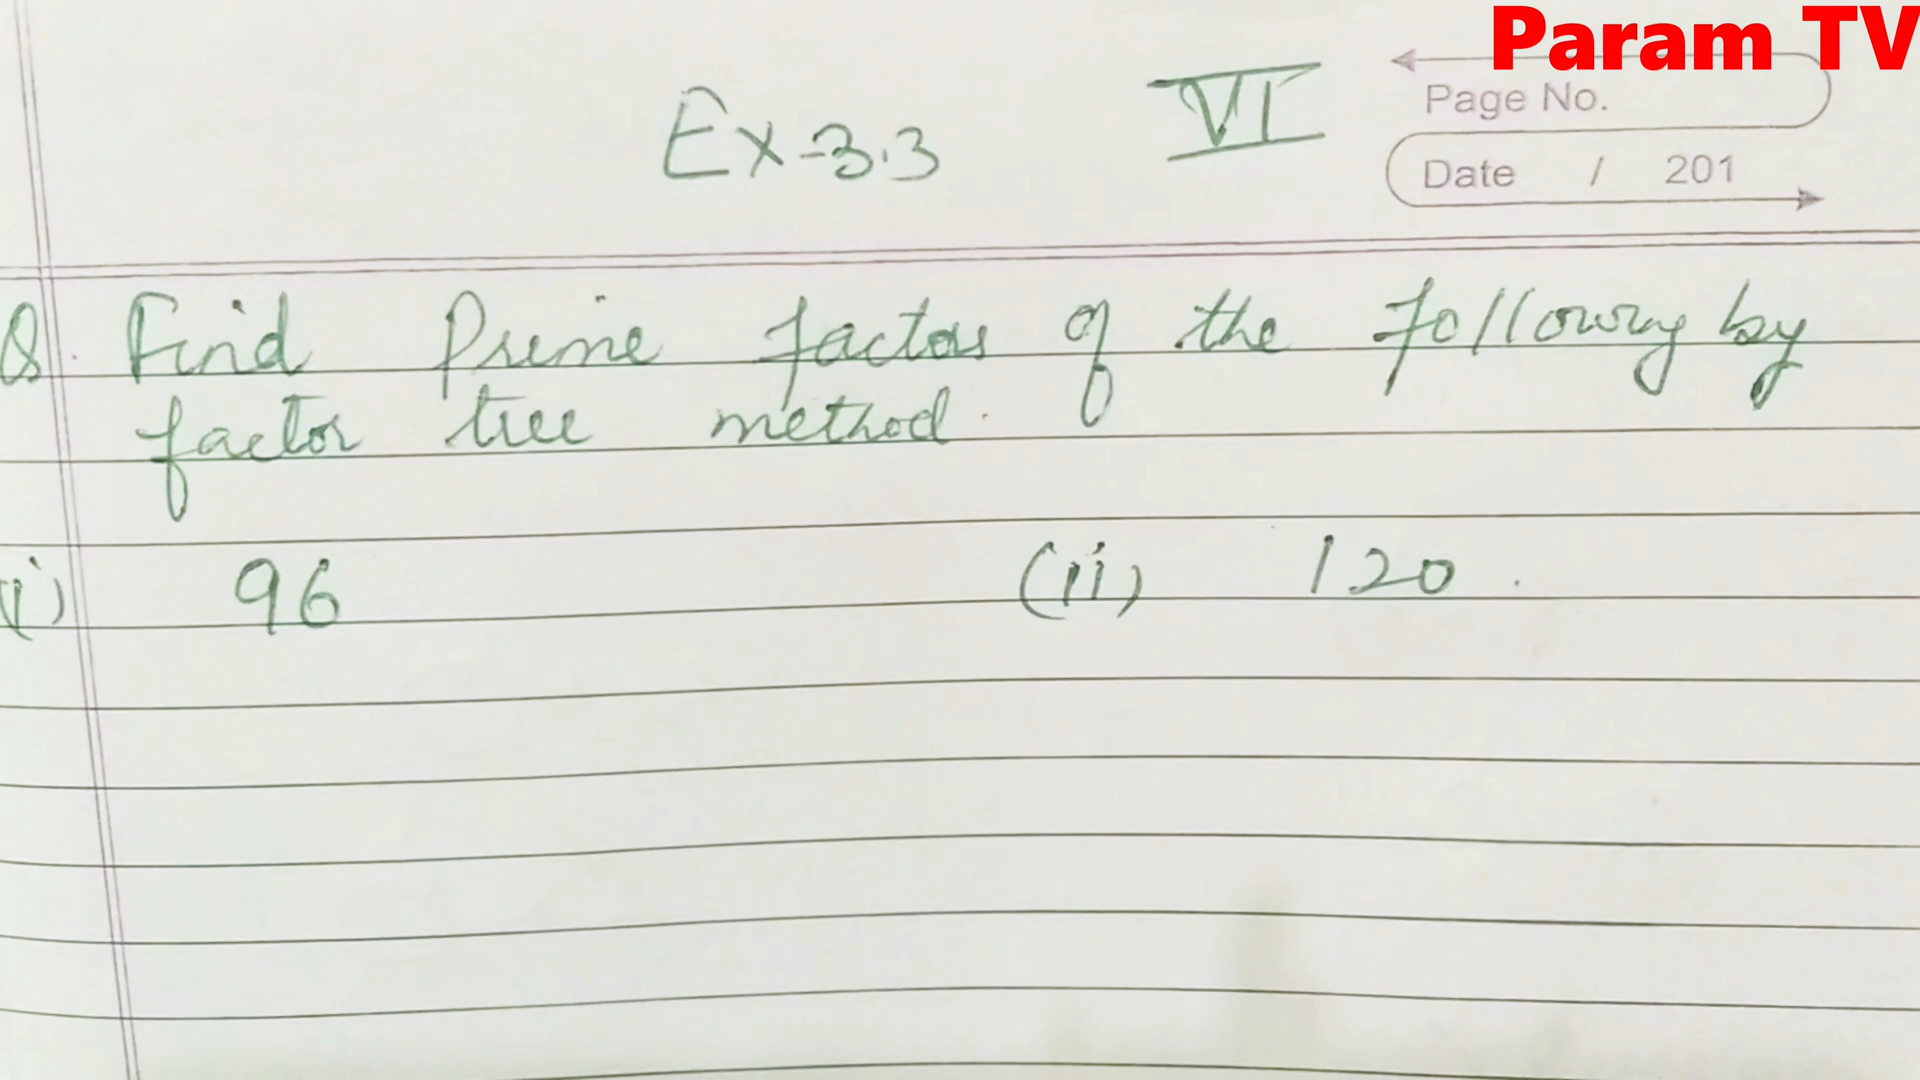 Param TV
Ex-3.3 VI
Page No.
Date / 201
Q. Find Prime factors of the following by
factor tree method.
(i) 96 (ii) 120.